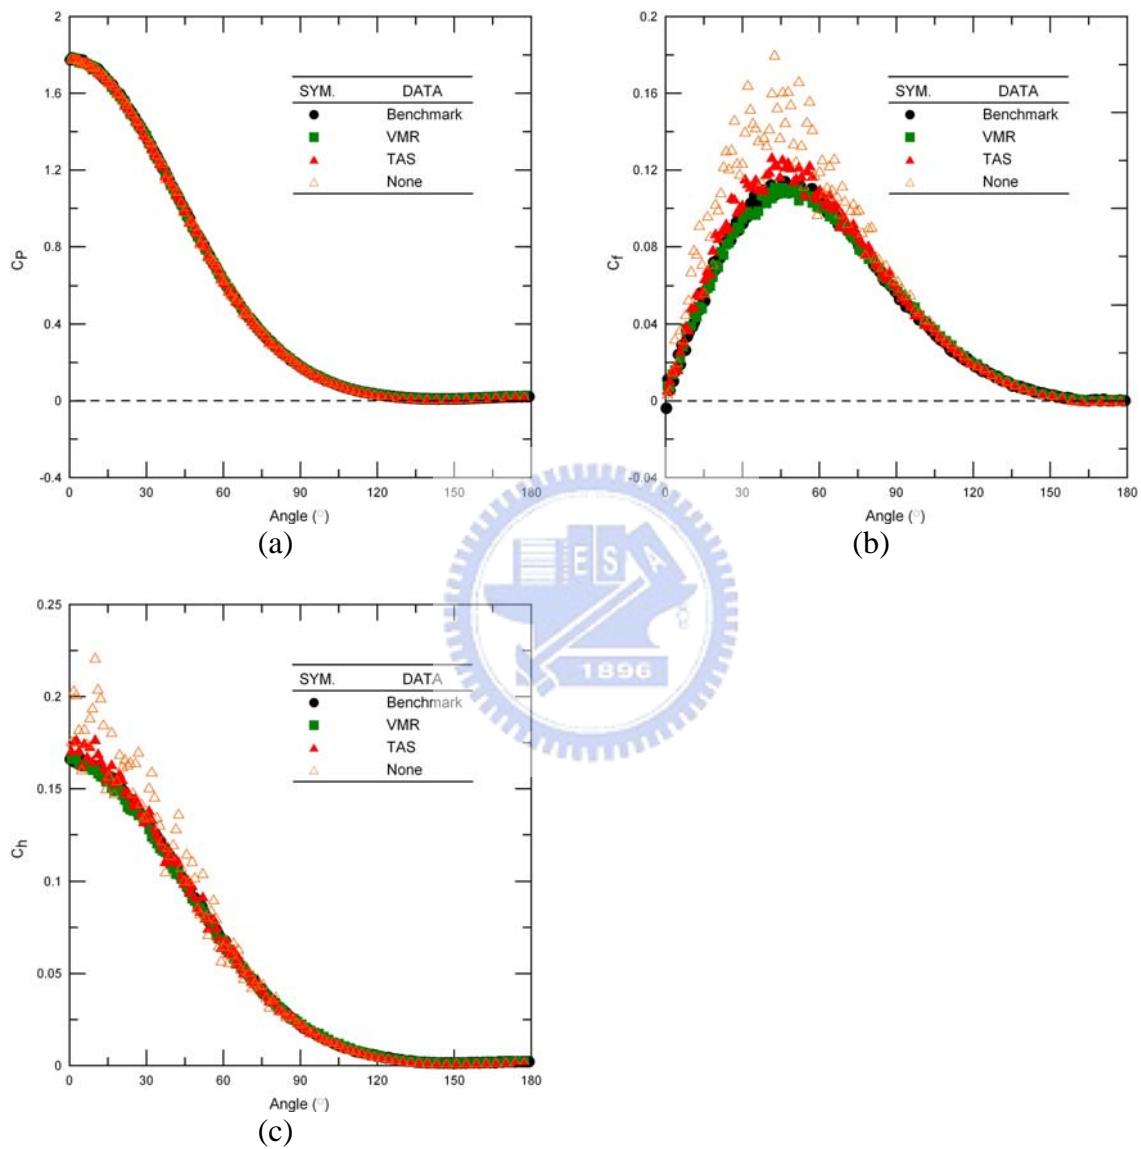 2
1.6
1.2
0.8
0.4
0
-0.4
C_P
SYM. DATA
Benchmark
VMR
TAS
None
0 30 60 90 120 150 180
Angle (°)
(a)
0.2
0.16
0.12
0.08
0.04
0
-0.04
C_f
SYM. DATA
Benchmark
VMR
TAS
None
0 30 60 90 120 150 180
Angle (°)
(b)
E S A
1896
0.25
0.2
0.15
0.1
0.05
0
C_h
SYM. DATA
Benchmark
VMR
TAS
None
0 30 60 90 120 150 180
Angle (°)
(c)